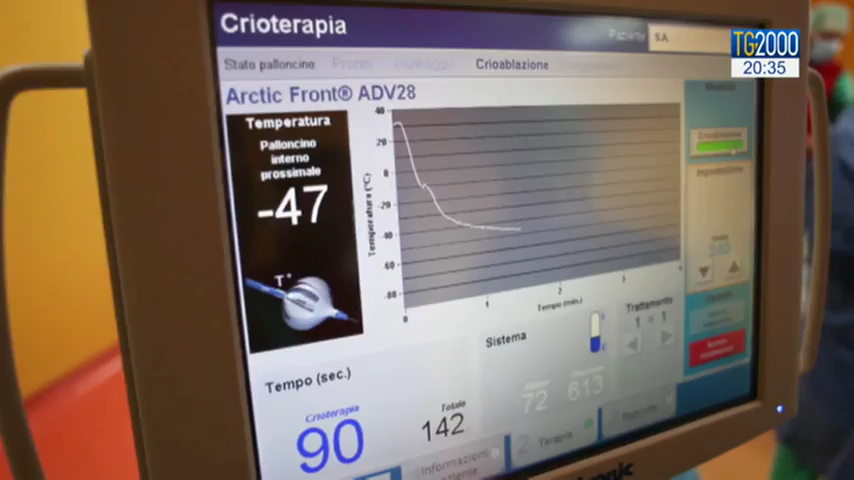 Crioterapia
Paziente S.A.
TG2000
20:35
Stato palloncino: Pronto Gonfiaggio Crioablazione
Arctic Front® ADV28
Temperatura
Palloncino
interno
prossimale
-47
T°
Temperatura (°C)
40
20
0
-20
-40
-60
-80
0 1 2 3
Tempo (min.)
240
Trattamento
1 o 1
Sistema
72 613
Tempo (sec.)
Crioterapia
90
Totale
142
Informazioni
paziente
2 Terapia